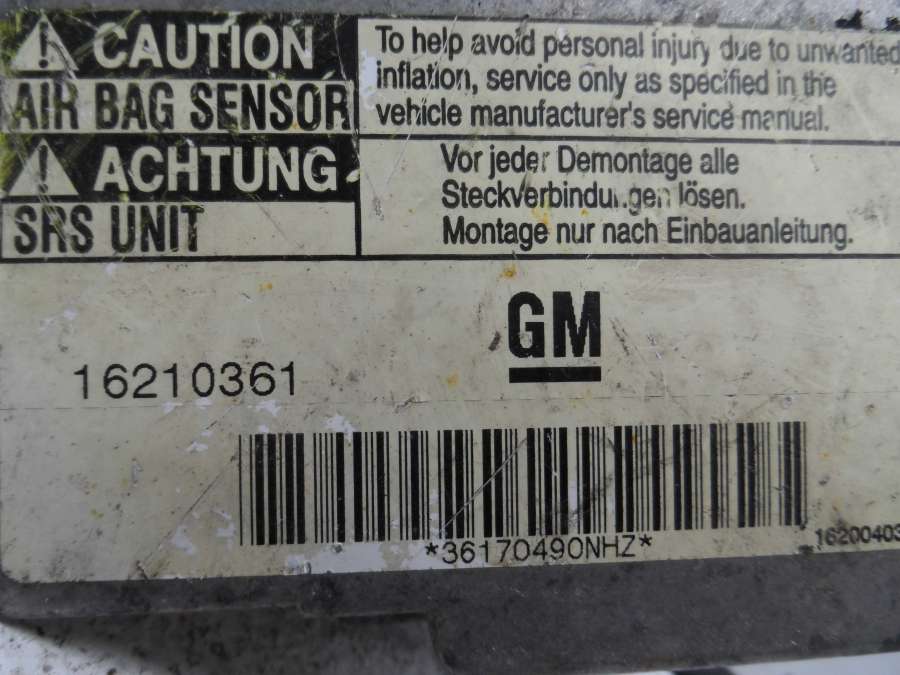 CAUTION
AIR BAG SENSOR
To help avoid personal injury due to unwanted
inflation, service only as specified in the
vehicle manufacturer's service manual.
ACHTUNG
SRS UNIT
Vor jeder Demontage alle
Steckverbindungen lösen.
Montage nur nach Einbauanleitung.
GM
16210361
*36170490NHZ*
16200403